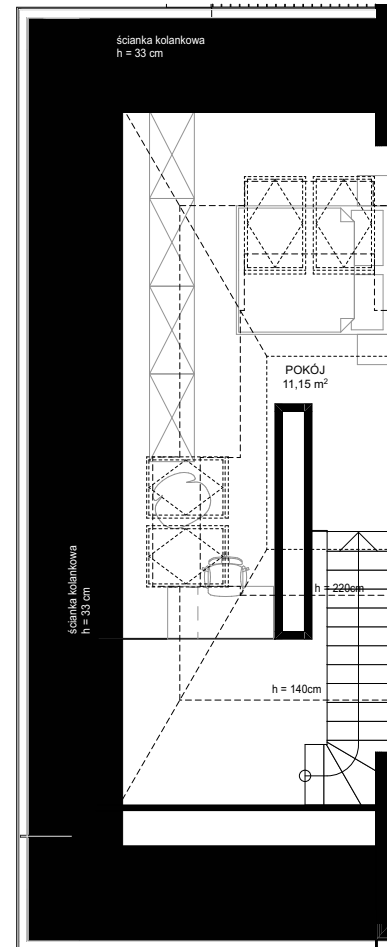 ścianka kolankowa
h = 33 cm
POKÓJ
11,15 m²
ścianka kolankowa
h = 33 cm
h = 220cm
h = 140cm